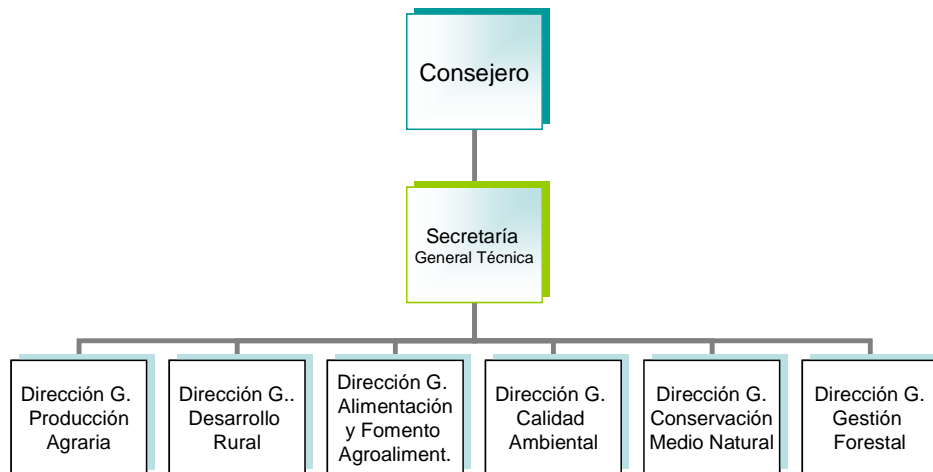 Consejero
Secretaría
General Técnica
Dirección G.
Producción
Agraria
Dirección G..
Desarrollo
Rural
Dirección G.
Alimentación
y Fomento
Agroaliment.
Dirección G.
Calidad
Ambiental
Dirección G.
Conservación
Medio Natural
Dirección G.
Gestión
Forestal